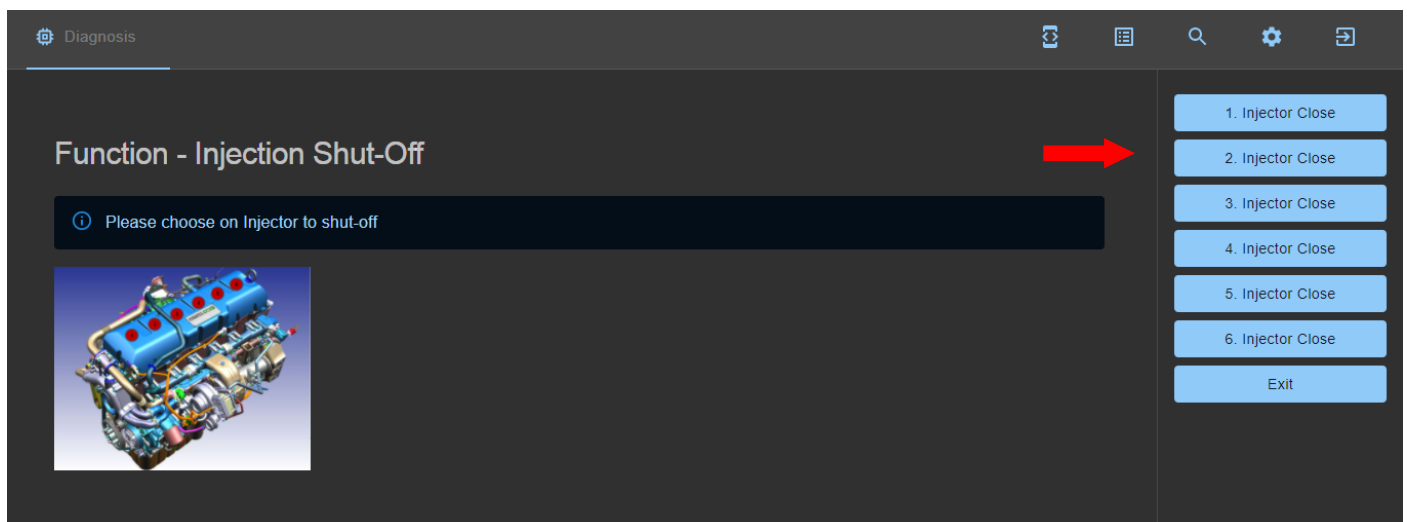 Diagnosis
Function - Injection Shut-Off
Please choose on Injector to shut-off
1. Injector Close
2. Injector Close
3. Injector Close
4. Injector Close
5. Injector Close
6. Injector Close
Exit